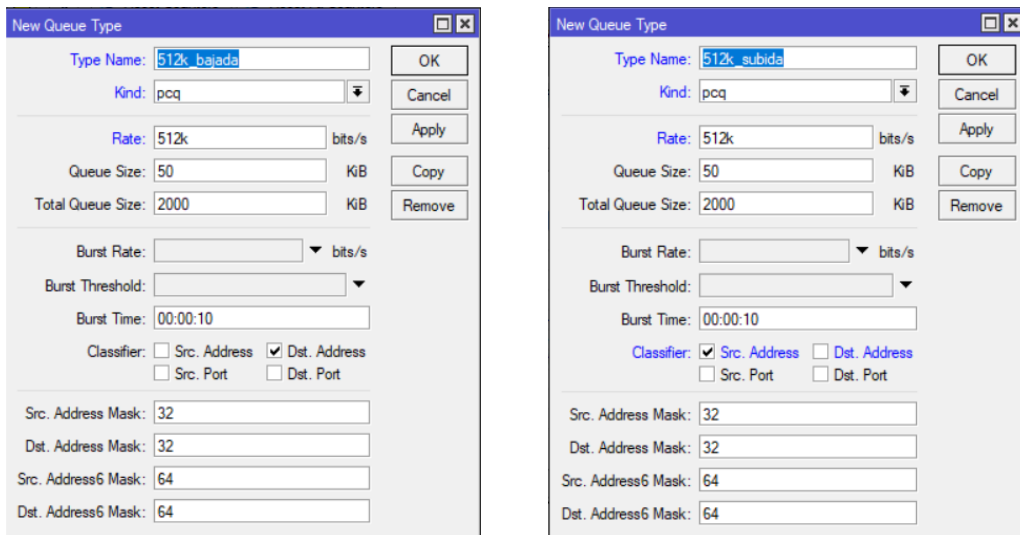 New Queue Type
Type Name: 512k_bajada
OK
Kind: pcq
Cancel
Rate: 512k bits/s
Apply
Queue Size: 50 KiB
Copy
Total Queue Size: 2000 KiB
Remove
Burst Rate: bits/s
Burst Threshold:
Burst Time: 00:00:10
Classifier: Src. Address Dst. Address
Src. Port Dst. Port
Src. Address Mask: 32
Dst. Address Mask: 32
Src. Address6 Mask: 64
Dst. Address6 Mask: 64
New Queue Type
Type Name: 512k_subida
OK
Kind: pcq
Cancel
Rate: 512k bits/s
Apply
Queue Size: 50 KiB
Copy
Total Queue Size: 2000 KiB
Remove
Burst Rate: bits/s
Burst Threshold:
Burst Time: 00:00:10
Classifier: Src. Address Dst. Address
Src. Port Dst. Port
Src. Address Mask: 32
Dst. Address Mask: 32
Src. Address6 Mask: 64
Dst. Address6 Mask: 64